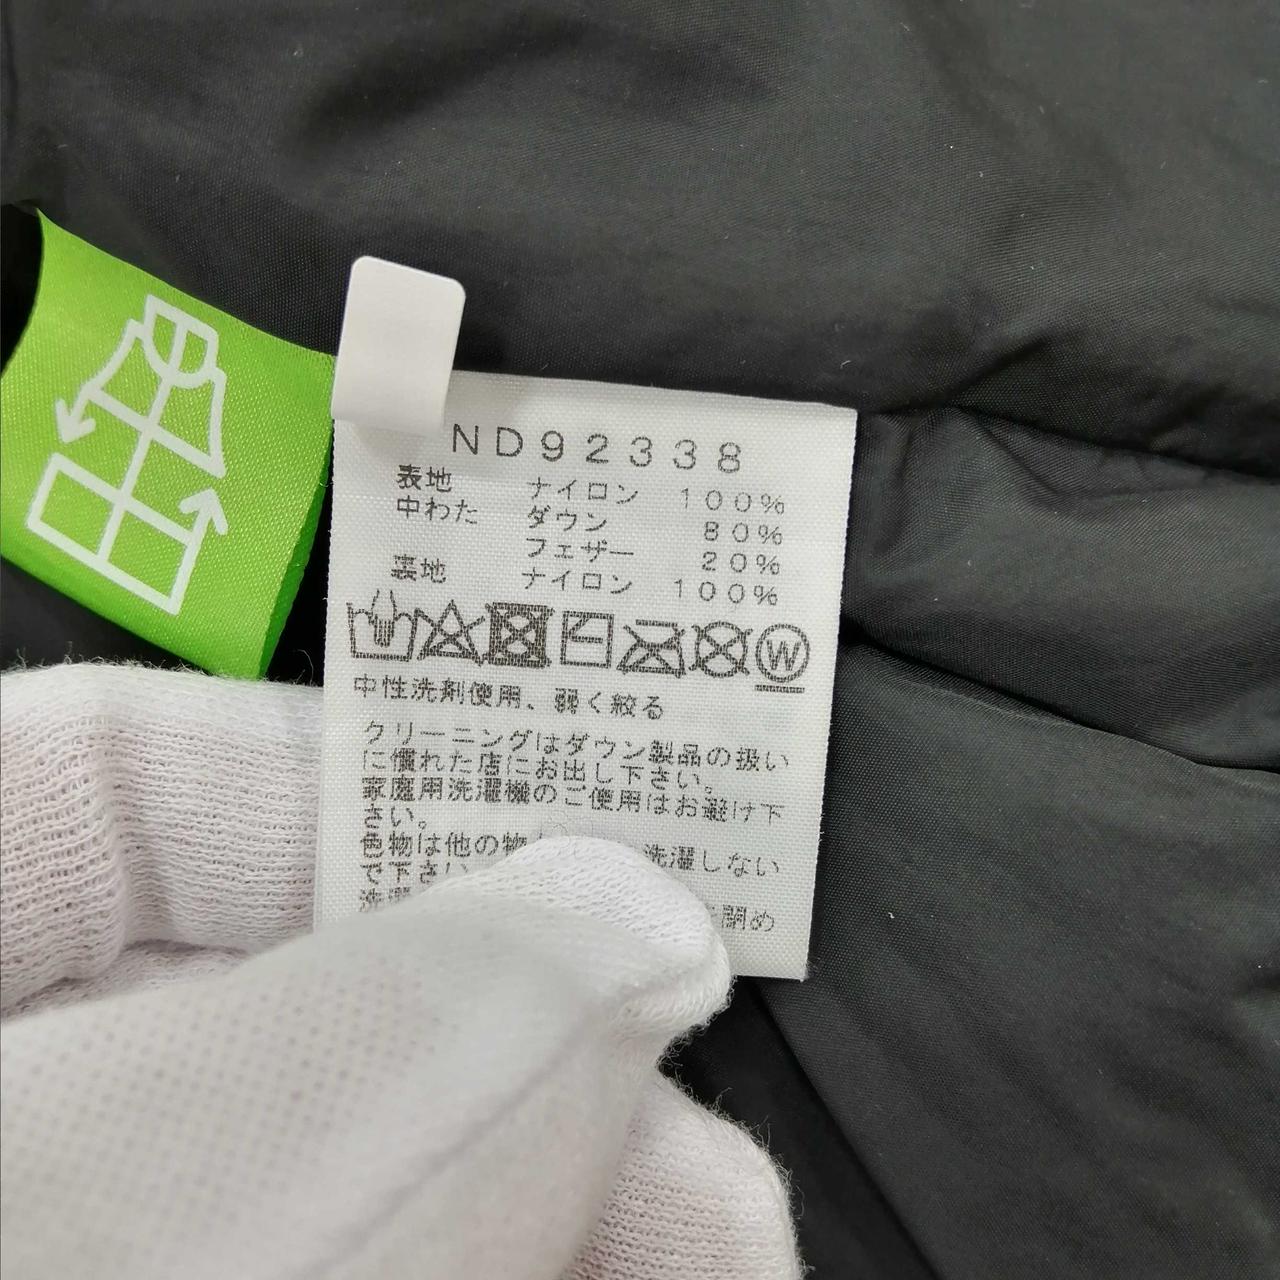 ND92338
表地 ナイロン 100%
中わた ダウン 80%
フェザー 20%
裏地 ナイロン 100%
W
中性洗剤使用、弱く絞る
クリーニングはダウン製品の扱い
に慣れた店にお出し下さい。
家庭用洗濯機のご使用はお避け下
さい。
色物は他の物 洗濯しない
で下さい
洗濯 閉め